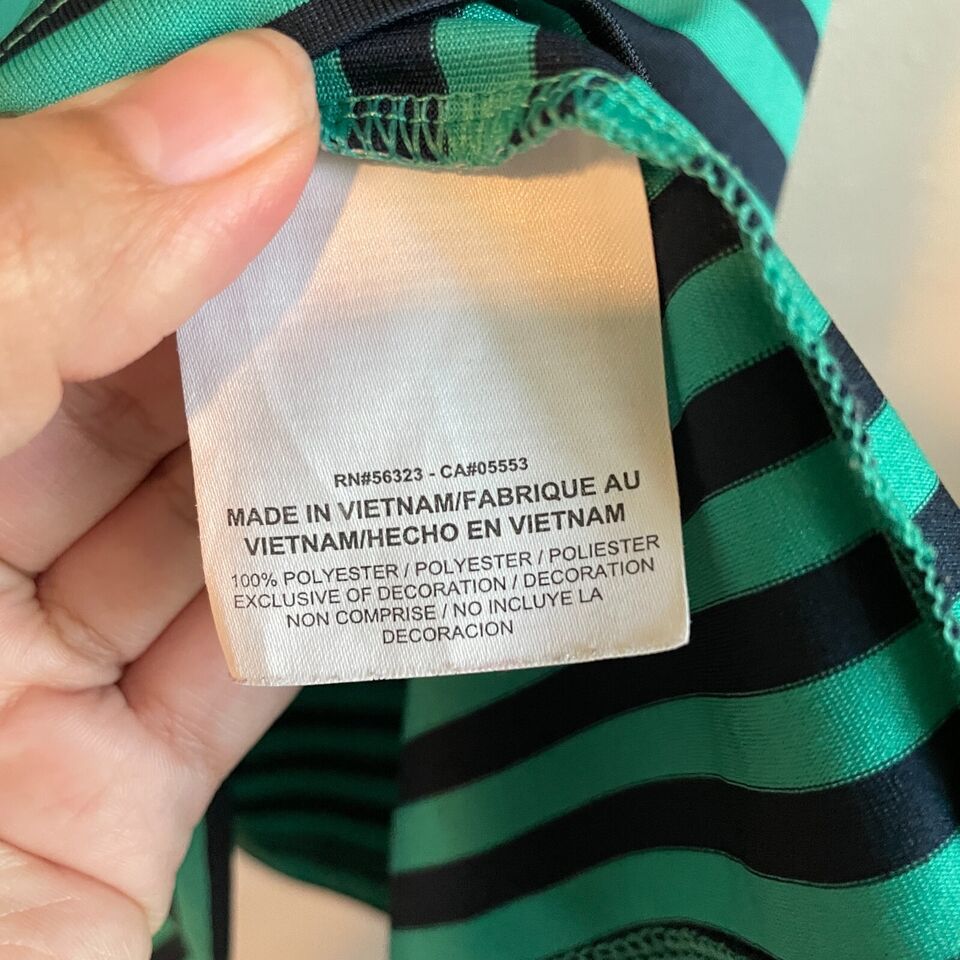 RN#56323 - CA#05553
MADE IN VIETNAM/FABRIQUE AU
VIETNAM/HECHO EN VIETNAM
100% POLYESTER / POLYESTER / POLIESTER
EXCLUSIVE OF DECORATION / DECORATION
NON COMPRISE / NO INCLUYE LA
DECORACION